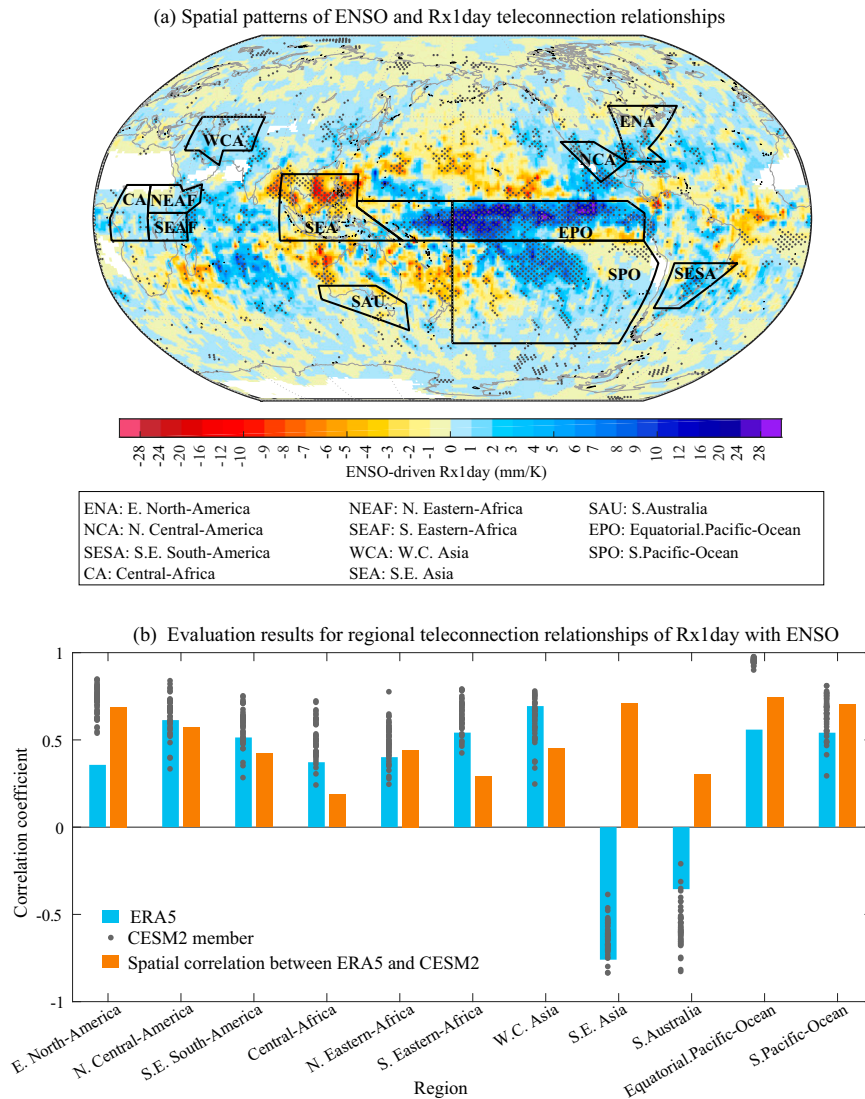 (a) Spatial patterns of ENSO and Rx1day teleconnection relationships
ENA
WCA
NCA
CA NEAF
SEAF
SEA
EPO
SPO
SESA
SAU
-28 -24 -20 -16 -10 -9 -8 -7 -6 -5 -4 -3 -2 -1 0 1 2 3 4 5 6 7 8 9 10 12 20 24 28
ENSO-driven Rx1day (mm/K)
ENA: E. North-America
NCA: N. Central-America
SESA: S.E. South-America
CA: Central-Africa
NEAF: N. Eastern-Africa
SEAF: S. Eastern-Africa
WCA: W.C. Asia
SEA: S.E. Asia
SAU: S.Australia
EPO: Equatorial.Pacific-Ocean
SPO: S.Pacific-Ocean
(b) Evaluation results for regional teleconnection relationships of Rx1day with ENSO
Correlation coefficient
1
0.5
0
-0.5
-1
ERA5
CESM2 member
Spatial correlation between ERA5 and CESM2
E. North-America
N. Central-America
S.E. South-America
Central-Africa
N. Eastern-Africa
S. Eastern-Africa
W.C. Asia
S.E. Asia
S.Australia
Equatorial.Pacific-Ocean
S.Pacific-Ocean
Region